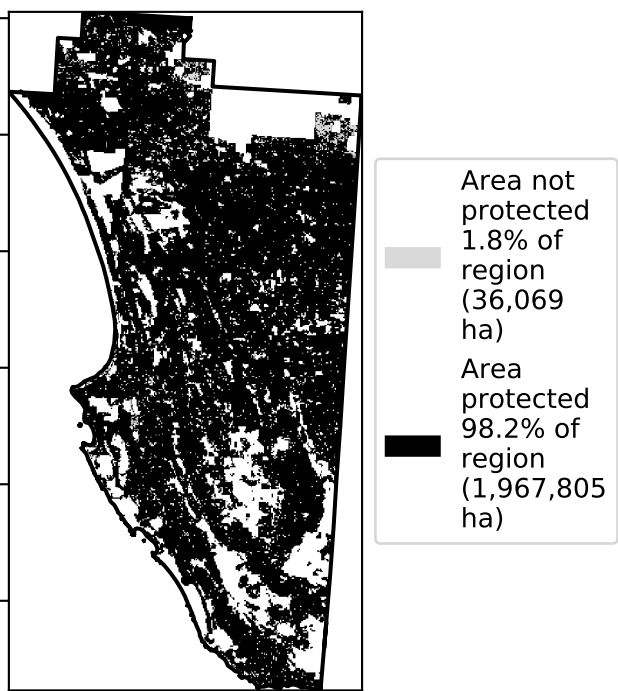 Area not
protected
1.8% of
region
(36,069
ha)
Area
protected
98.2% of
region
(1,967,805
ha)